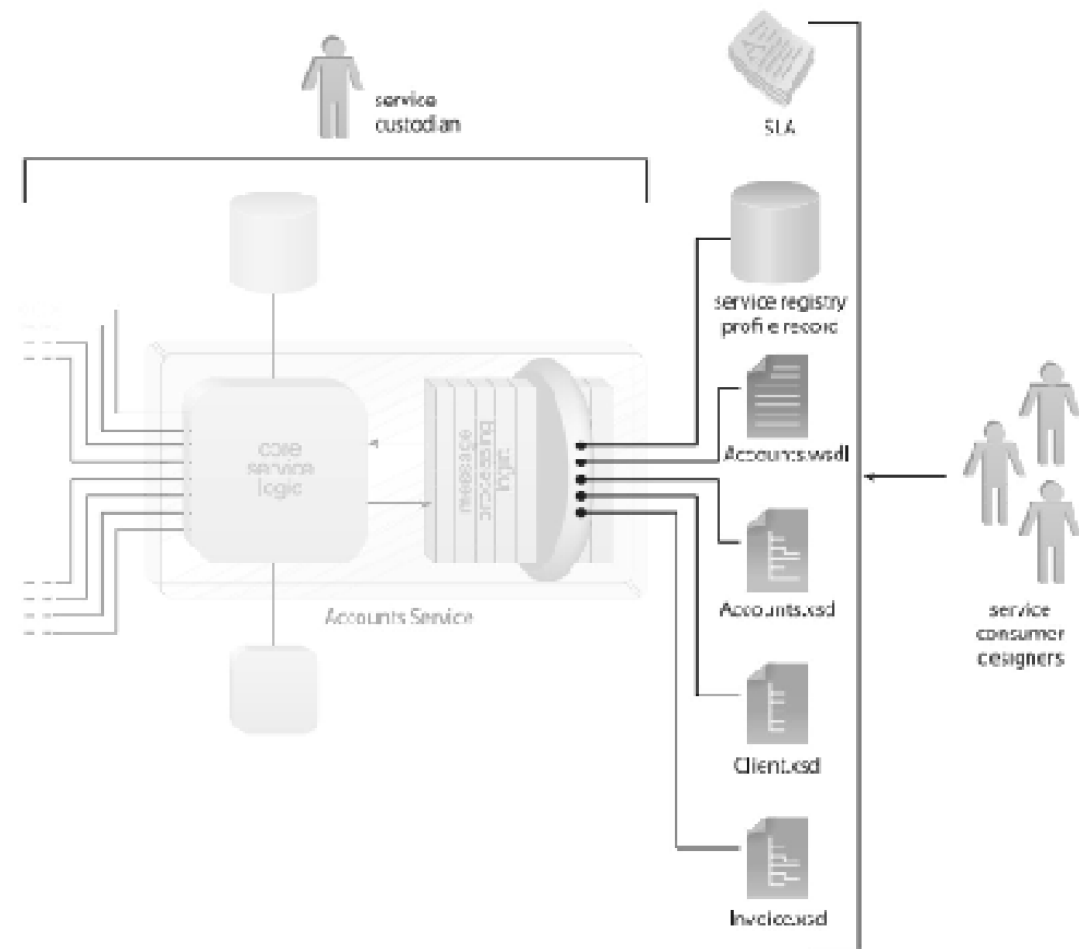 service
custodian
SLA
service registry
profile record
Accounts.wsdl
core
service
logic
message
processing
logic
Accounts Service
Accounts.xsd
service
consumer
designers
Client.xsd
Invoice.xsd